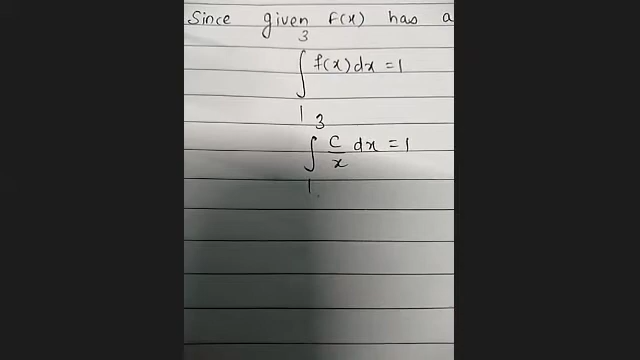 Since given f(x) has a
3
∫ f(x)dx = 1
1
3
∫ C/x dx = 1
1